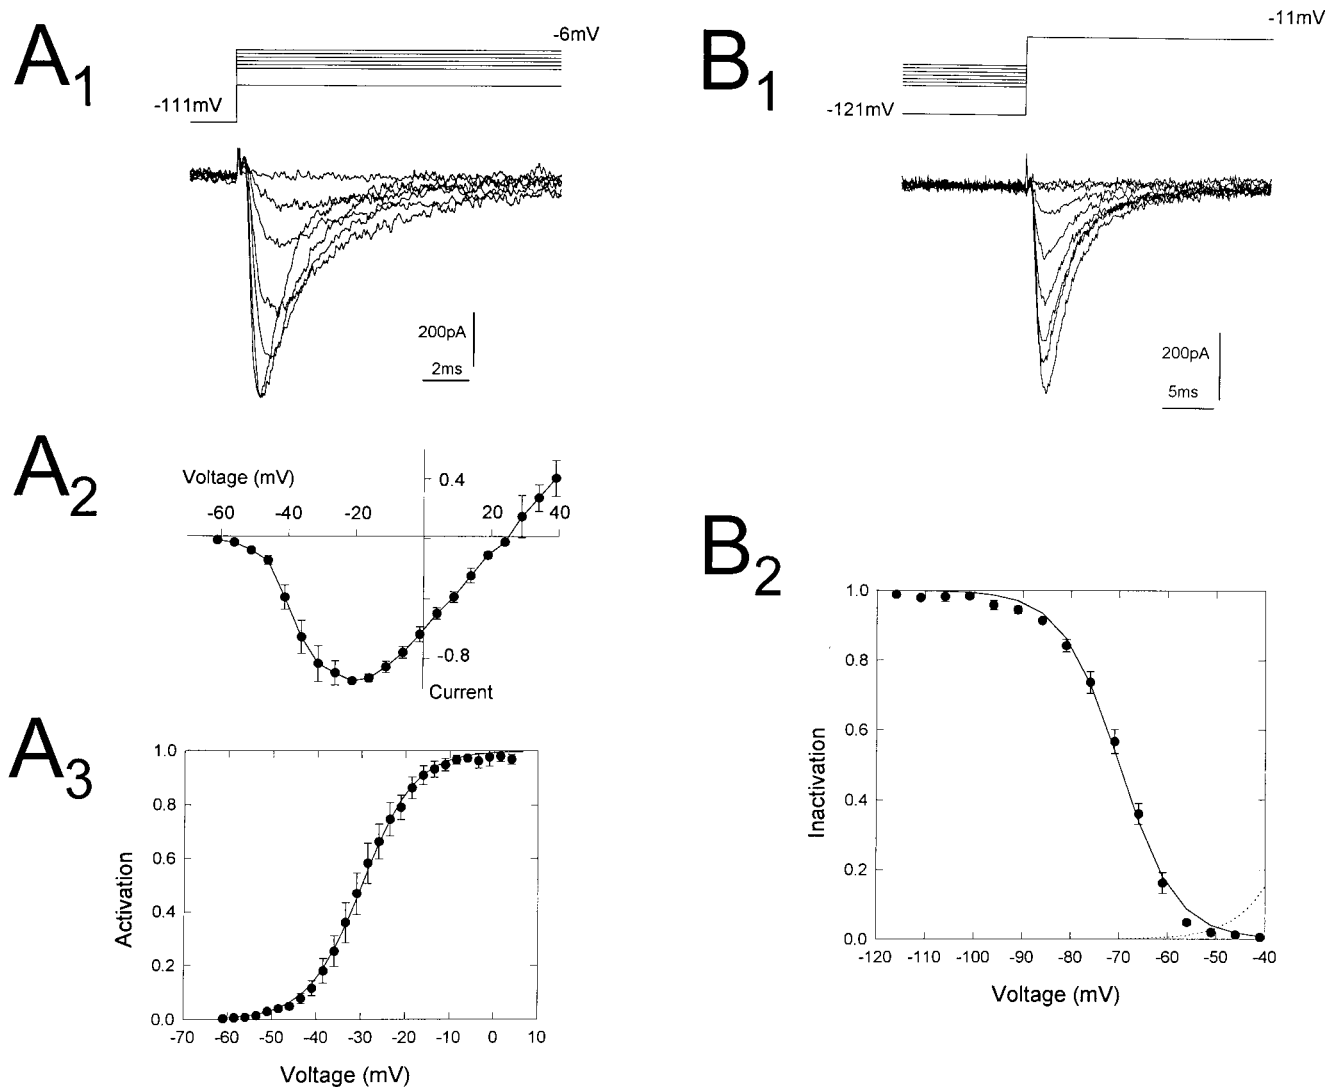 A1
-6mV
-111mV
200pA
2ms
B1
-11mV
-121mV
200pA
5ms
A2
Voltage (mV)
0.4
-60 -40 -20 20 40
-0.8
Current
A3
1.0
0.8
0.6
0.4
0.2
0.0
Activation
-70 -60 -50 -40 -30 -20 -10 0 10
Voltage (mV)
B2
1.0
0.8
0.6
0.4
0.2
0.0
Inactivation
-120 -110 -100 -90 -80 -70 -60 -50 -40
Voltage (mV)